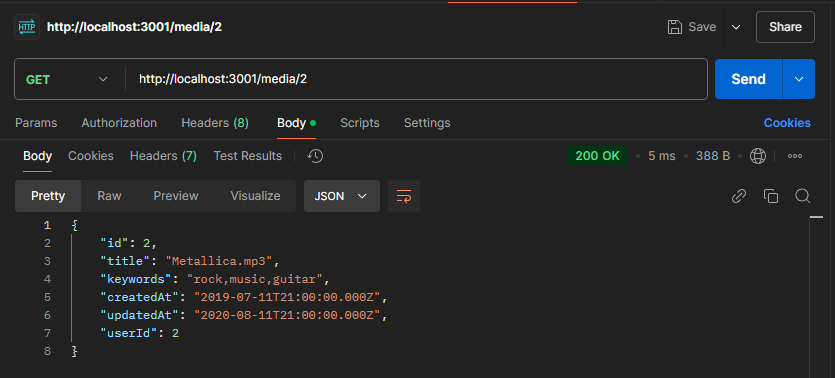 HTTP http://localhost:3001/media/2 Save Share
GET http://localhost:3001/media/2 Send
Params Authorization Headers (8) Body Scripts Settings Cookies
Body Cookies Headers (7) Test Results 200 OK • 5 ms • 388 B •
Pretty Raw Preview Visualize JSON
1 {
2 "id": 2,
3 "title": "Metallica.mp3",
4 "keywords": "rock,music,guitar",
5 "createdAt": "2019-07-11T21:00:00.000Z",
6 "updatedAt": "2020-08-11T21:00:00.000Z",
7 "userId": 2
8 }